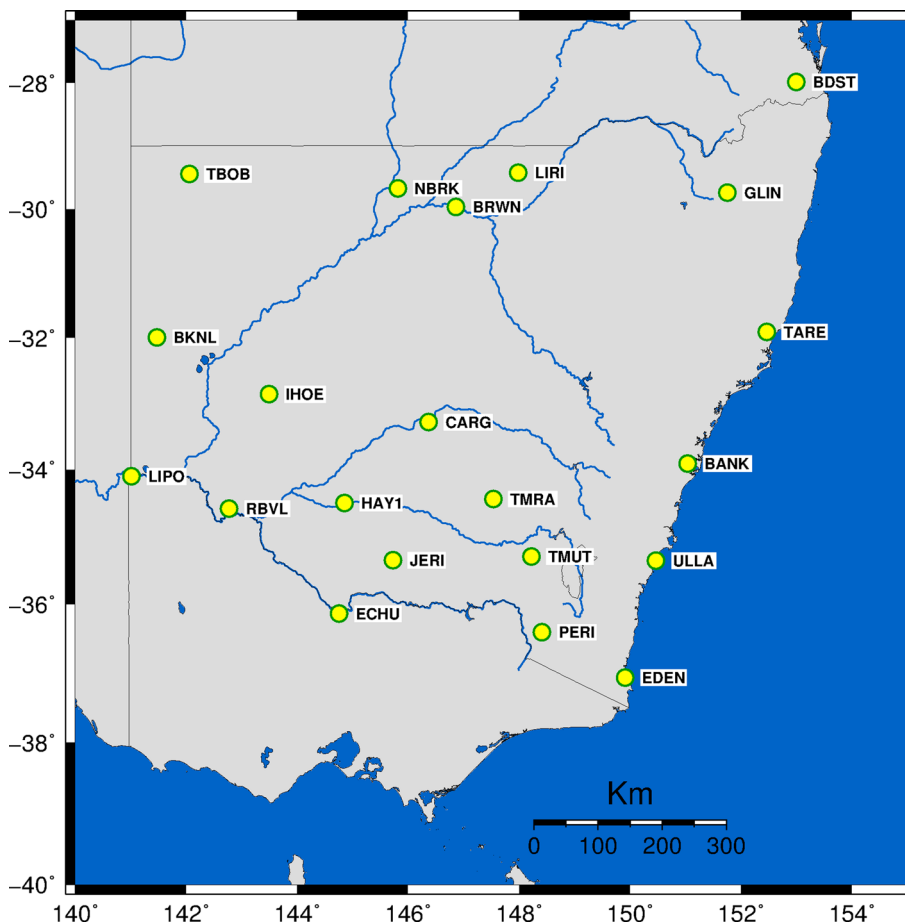 −28°
BDST
TBOB
LIRI
NBRK
GLIN
−30°
BRWN
TARE
−32°
BKNL
IHOE
CARG
BANK
−34°
LIPO
TMRA
RBVL
HAY1
TMUT
JERI
ULLA
−36°
ECHU
PERI
EDEN
−38°
Km
0 100 200 300
−40°
140° 142° 144° 146° 148° 150° 152° 154°